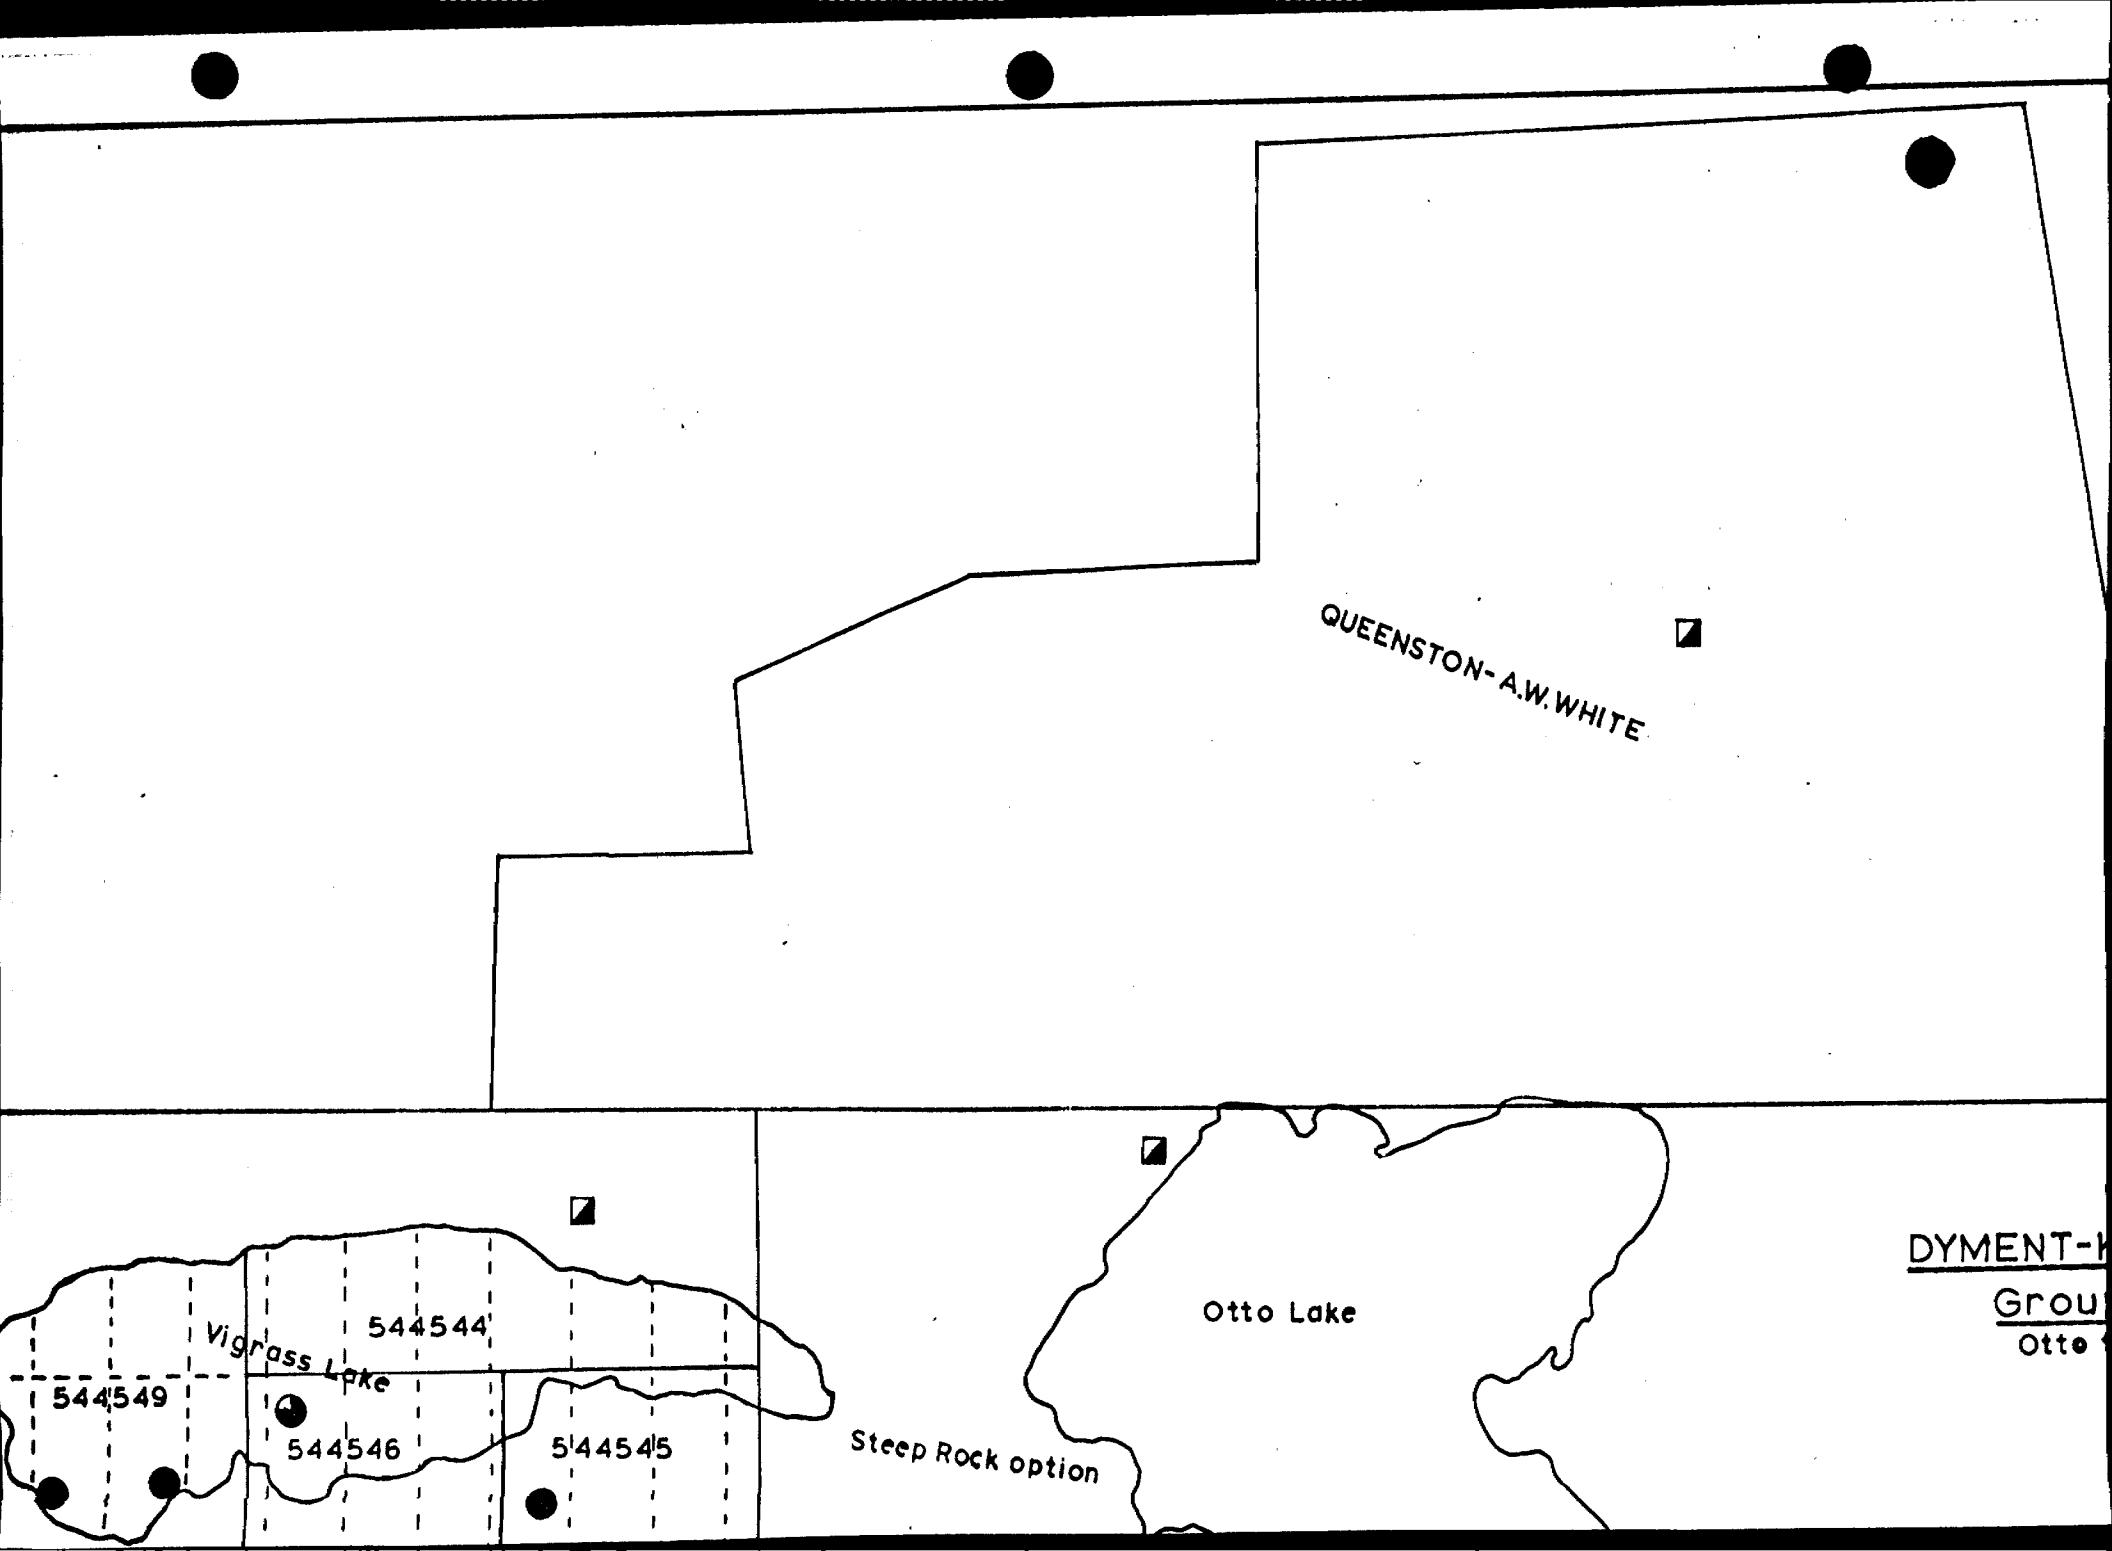 QUEENSTON-A.W.WHITE
DYMENT-
Grou
Otto
Otto Lake
544544
Vigrass Lake
544549
544546
544545
Steep Rock option